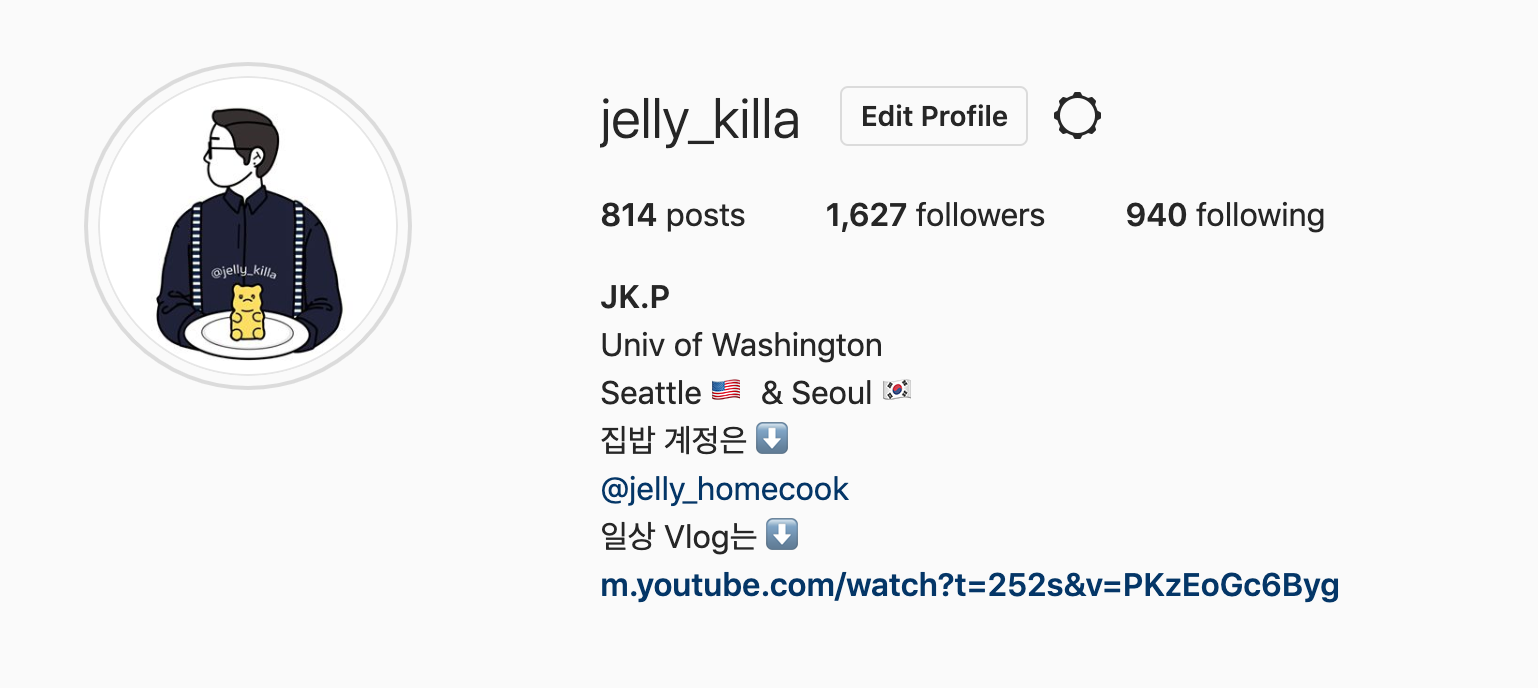 jelly_killa Edit Profile
814 posts 1,627 followers 940 following
@jelly_killa
JK.P
Univ of Washington
Seattle 🇺🇸 & Seoul 🇰🇷
집밥 계정은 ⬇️
@jelly_homecook
일상 Vlog는 ⬇️
m.youtube.com/watch?t=252s&v=PKzEoGc6Byg